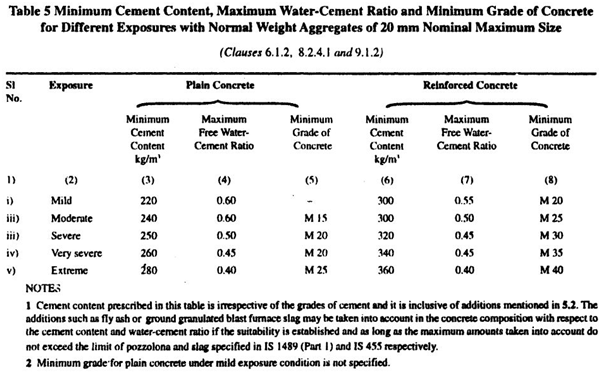 Table 5 Minimum Cement Content, Maximum Water-Cement Ratio and Minimum Grade of Concrete
for Different Exposures with Normal Weight Aggregates of 20 mm Nominal Maximum Size
(Clauses 6.1.2, 8.2.4.1 and 9.1.2)
Sl No. Exposure Plain Concrete Reinforced Concrete
Minimum Maximum Minimum Minimum Maximum Minimum
Cement Free Water- Grade of Cement Free Water- Grade of
Content Cement Ratio Concrete Content Cement Ratio Concrete
kg/m³ kg/m³
1) (2) (3) (4) (5) (6) (7) (8)
i) Mild 220 0.60 – 300 0.55 M 20
iii) Moderate 240 0.60 M 15 300 0.50 M 25
iii) Severe 250 0.50 M 20 320 0.45 M 30
iv) Very severe 260 0.45 M 20 340 0.45 M 35
v) Extreme 280 0.40 M 25 360 0.40 M 40
NOTES
1 Cement content prescribed in this table is irrespective of the grades of cement and it is inclusive of additions mentioned in 5.2. The
additions such as fly ash or ground granulated blast furnace slag may be taken into account in the concrete composition with respect to
the cement content and water-cement ratio if the suitability is established and as long as the maximum amounts taken into account do
not exceed the limit of pozzolona and slag specified in IS 1489 (Part 1) and IS 455 respectively.
2 Minimum grade for plain concrete under mild exposure condition is not specified.